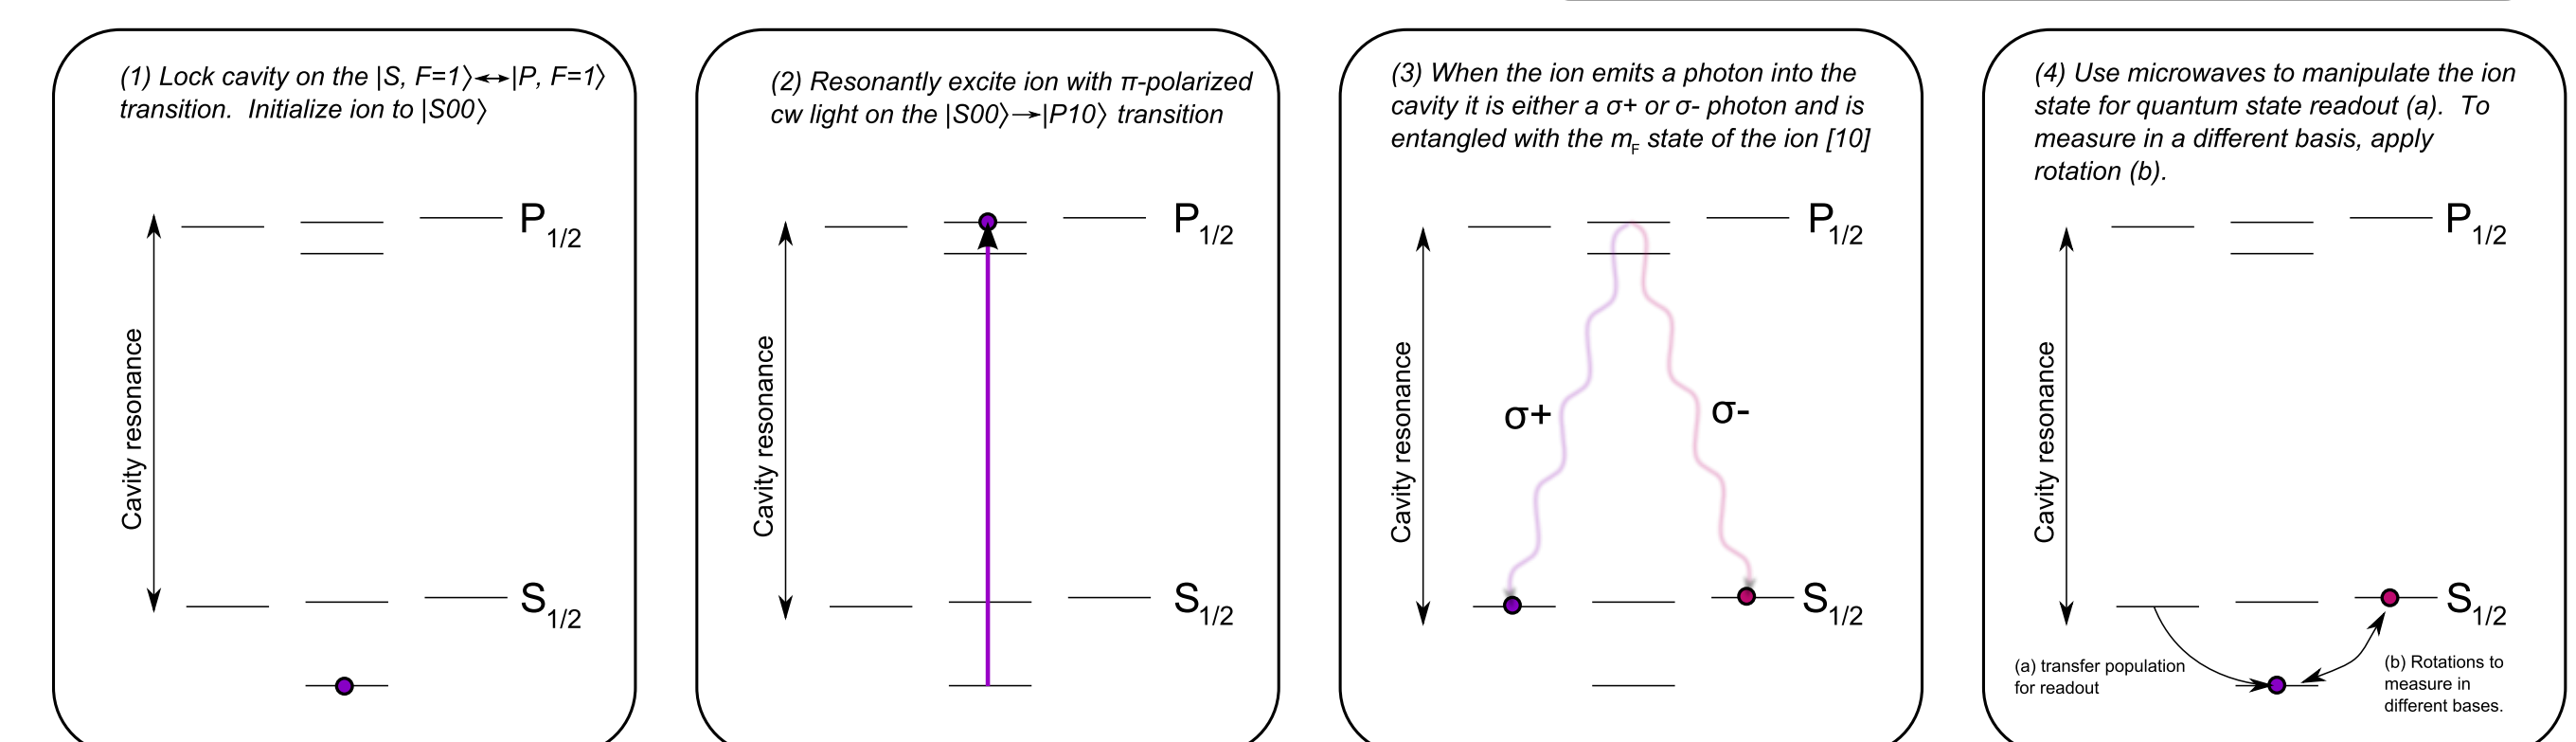 (1) Lock cavity on the |S, F=1⟩↔|P, F=1⟩
transition. Initialize ion to |S00⟩
P1/2
Cavity resonance
S1/2
(2) Resonantly excite ion with π-polarized
cw light on the |S00⟩→|P10⟩ transition
P1/2
Cavity resonance
S1/2
(3) When the ion emits a photon into the
cavity it is either a σ+ or σ- photon and is
entangled with the mF state of the ion [10]
P1/2
Cavity resonance
σ+
σ-
S1/2
(4) Use microwaves to manipulate the ion
state for quantum state readout (a). To
measure in a different basis, apply
rotation (b).
P1/2
Cavity resonance
S1/2
(a) transfer population
for readout
(b) Rotations to
measure in
different bases.